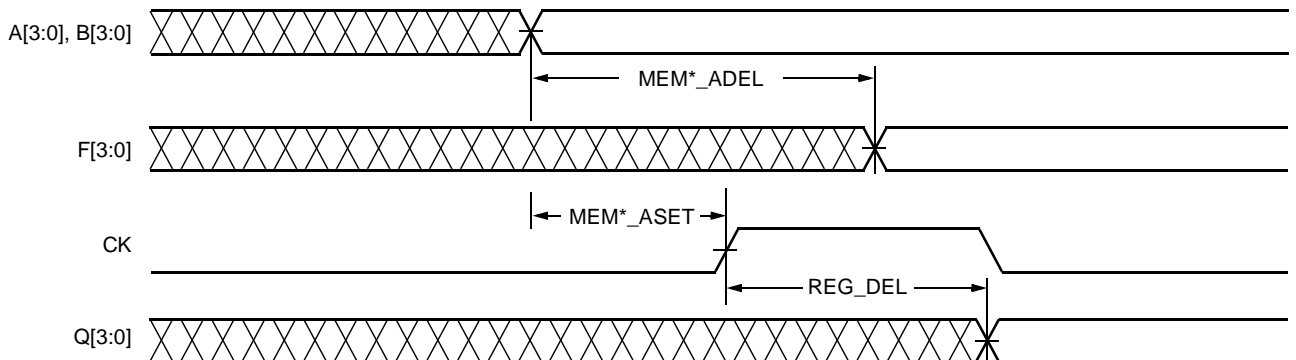 A[3:0], B[3:0]
MEM*_ADEL
F[3:0]
MEM*_ASET
CK
REG_DEL
Q[3:0]